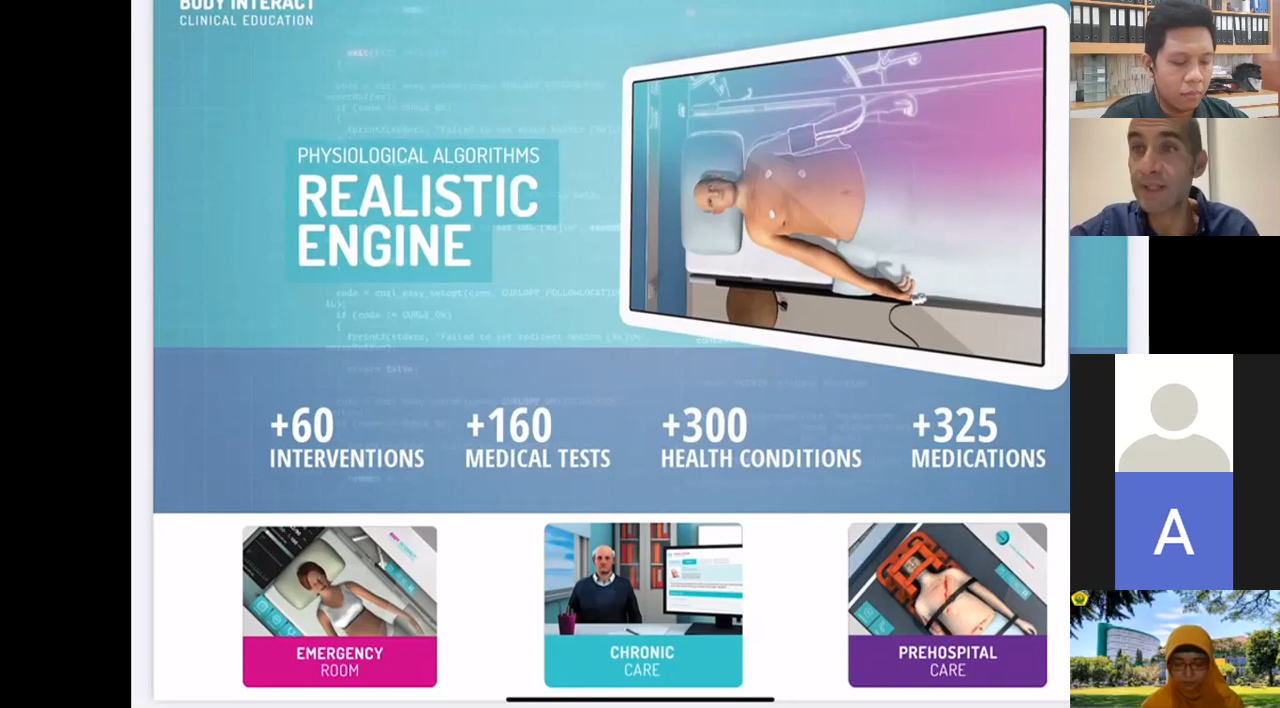 BODY INTERACT
CLINICAL EDUCATION
PHYSIOLOGICAL ALGORITHMS
REALISTIC
ENGINE
+60
INTERVENTIONS
+160
MEDICAL TESTS
+300
HEALTH CONDITIONS
+325
MEDICATIONS
EMERGENCY
ROOM
CHRONIC
CARE
PREHOSPITAL
CARE
A